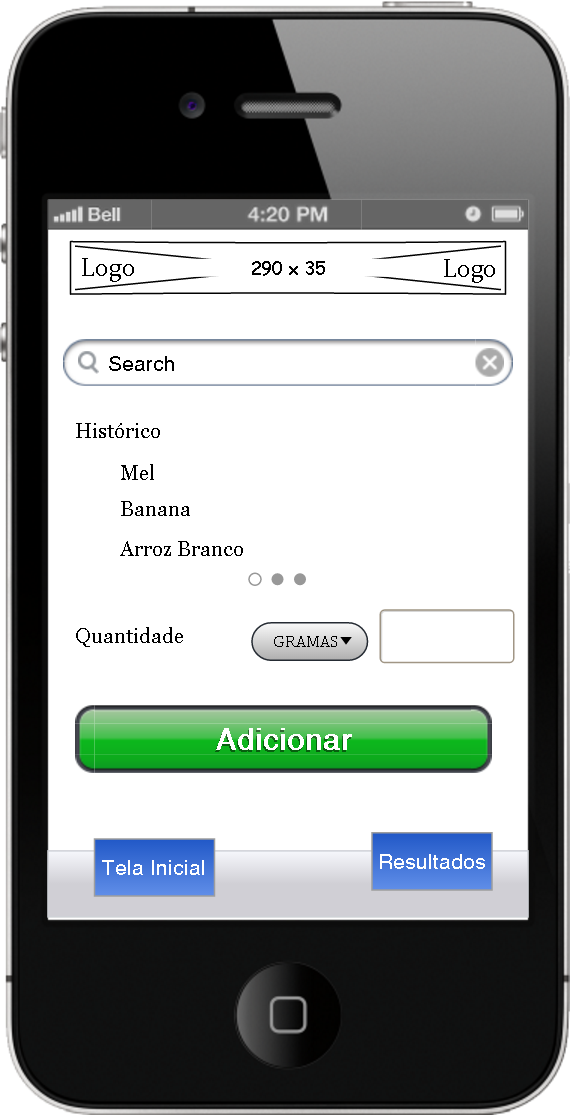 Bell 4:20 PM
Logo 290 x 35 Logo
Search
Histórico
Mel
Banana
Arroz Branco
Quantidade GRAMAS
Adicionar
Tela Inicial Resultados